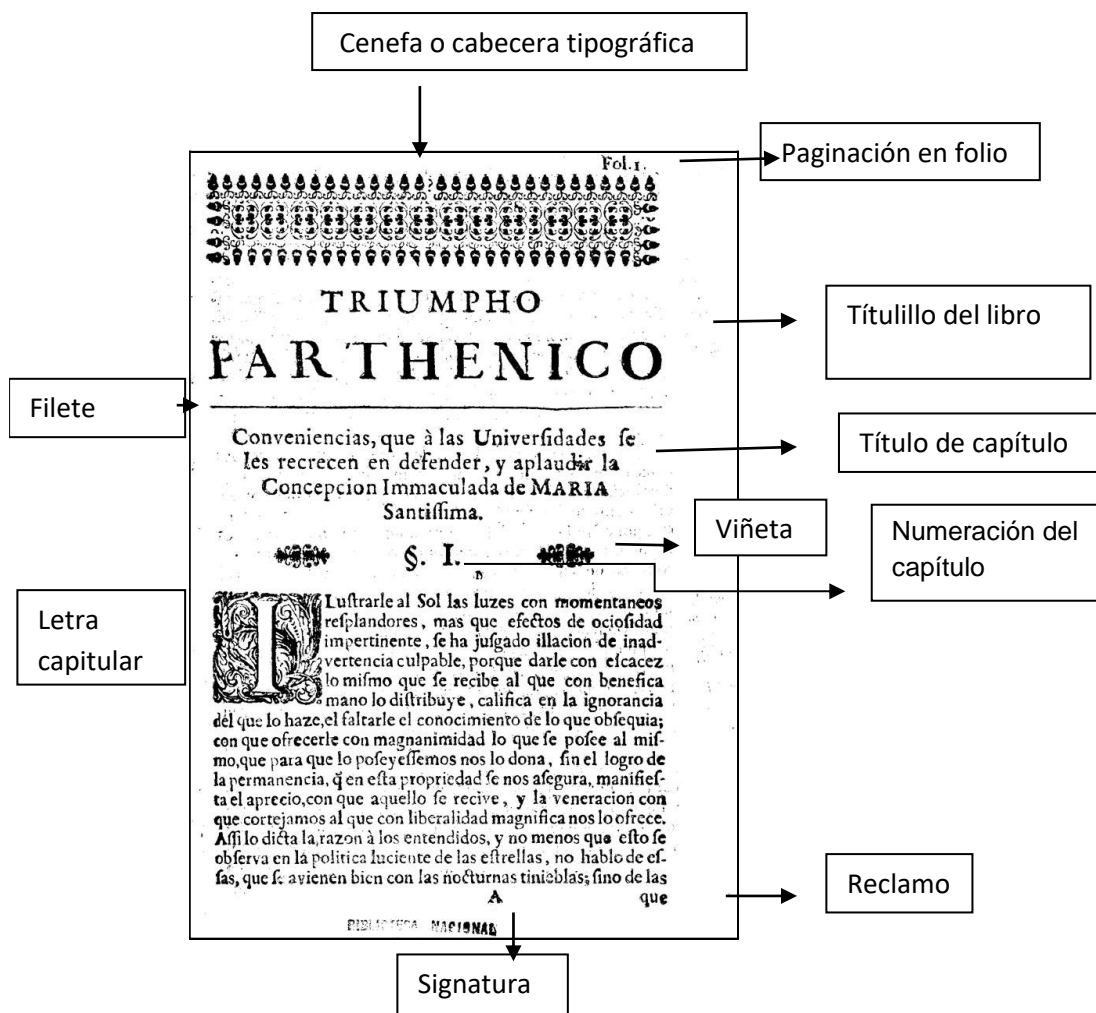 Cenefa o cabecera tipográfica
Fol.1.
Paginación en folio
TRIUMPHO
Títulillo del libro
PARTHENICO
Filete
Conveniencias, que à las Univerſidades ſe
les recrecen en defender, y aplaudir la
Concepcion Immaculada de MARIA
Santiſſima.
Título de capítulo
Viñeta
Numeración del
capítulo
§. I.
Letra
capitular
ILuſtrarle al Sol las luzes con momentaneos
reſplandores, mas que efectos de ocioſidad
impertinente, ſe ha juſgado illacion de inad-
vertencia culpable, porque darle con eſcacez
lo miſmo que ſe recibe al que con benefica
mano lo diſtribuye, califica en la ignorancia
del que lo haze, el faltarle el conocimiento de lo que obſequia;
con que ofrecerle con magnanimidad lo que ſe poſee al miſ-
mo, que para que lo poſeyeſſemos nos lo dona, ſin el logro de
la permanencia, q̃ en eſta propriedad ſe nos aſegura, manifieſ-
ta el aprecio, con que aquello ſe recive, y la veneracion con
que cortejamos al que con liberalidad magnifica nos lo ofrece.
Aſſi lo dicta la razon à los entendidos, y no menos que eſto ſe
obſerva en la politica luciente de las eſtrellas, no hablo de eſ-
ſas, que ſe avienen bien con las nocturnas tinieblas; ſino de las
A que
Reclamo
BIBLIOTECA NACIONAL
Signatura